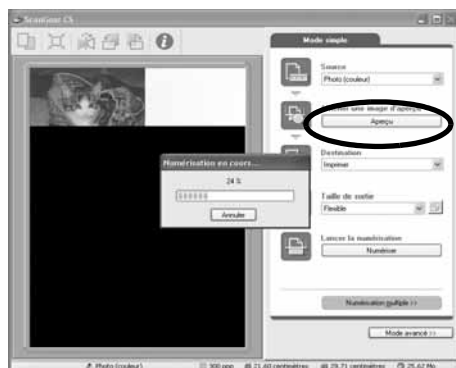 ScanGear CS
Mode simple
Source
Photo (couleur)
une image d'aperçu
Aperçu
Destination
Imprimer
Taille de sortie
Flexible
Lancer la numérisation
Numériser
Numérisation multiple >>
Mode avancé >>
Numérisation en cours...
24 %
Annuler
Photo (couleur)
300 ppp
21,60 centimètres
29,71 centimètres
25,62 Mo